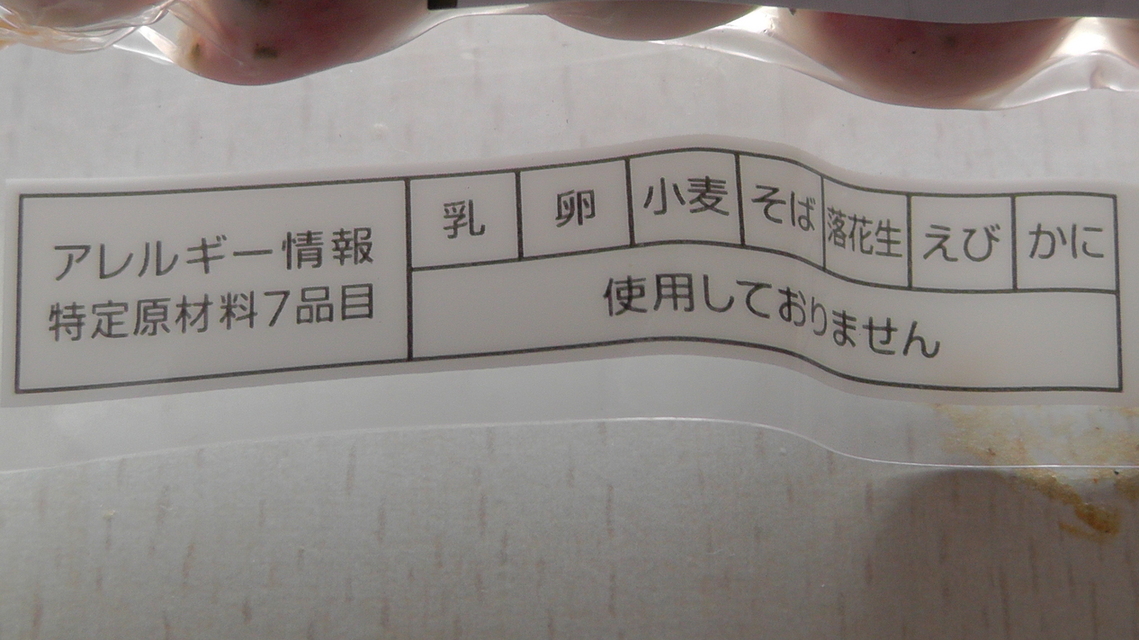 アレルギー情報
特定原材料7品目
乳 卵 小麦 そば 落花生 えび かに
使用しておりません